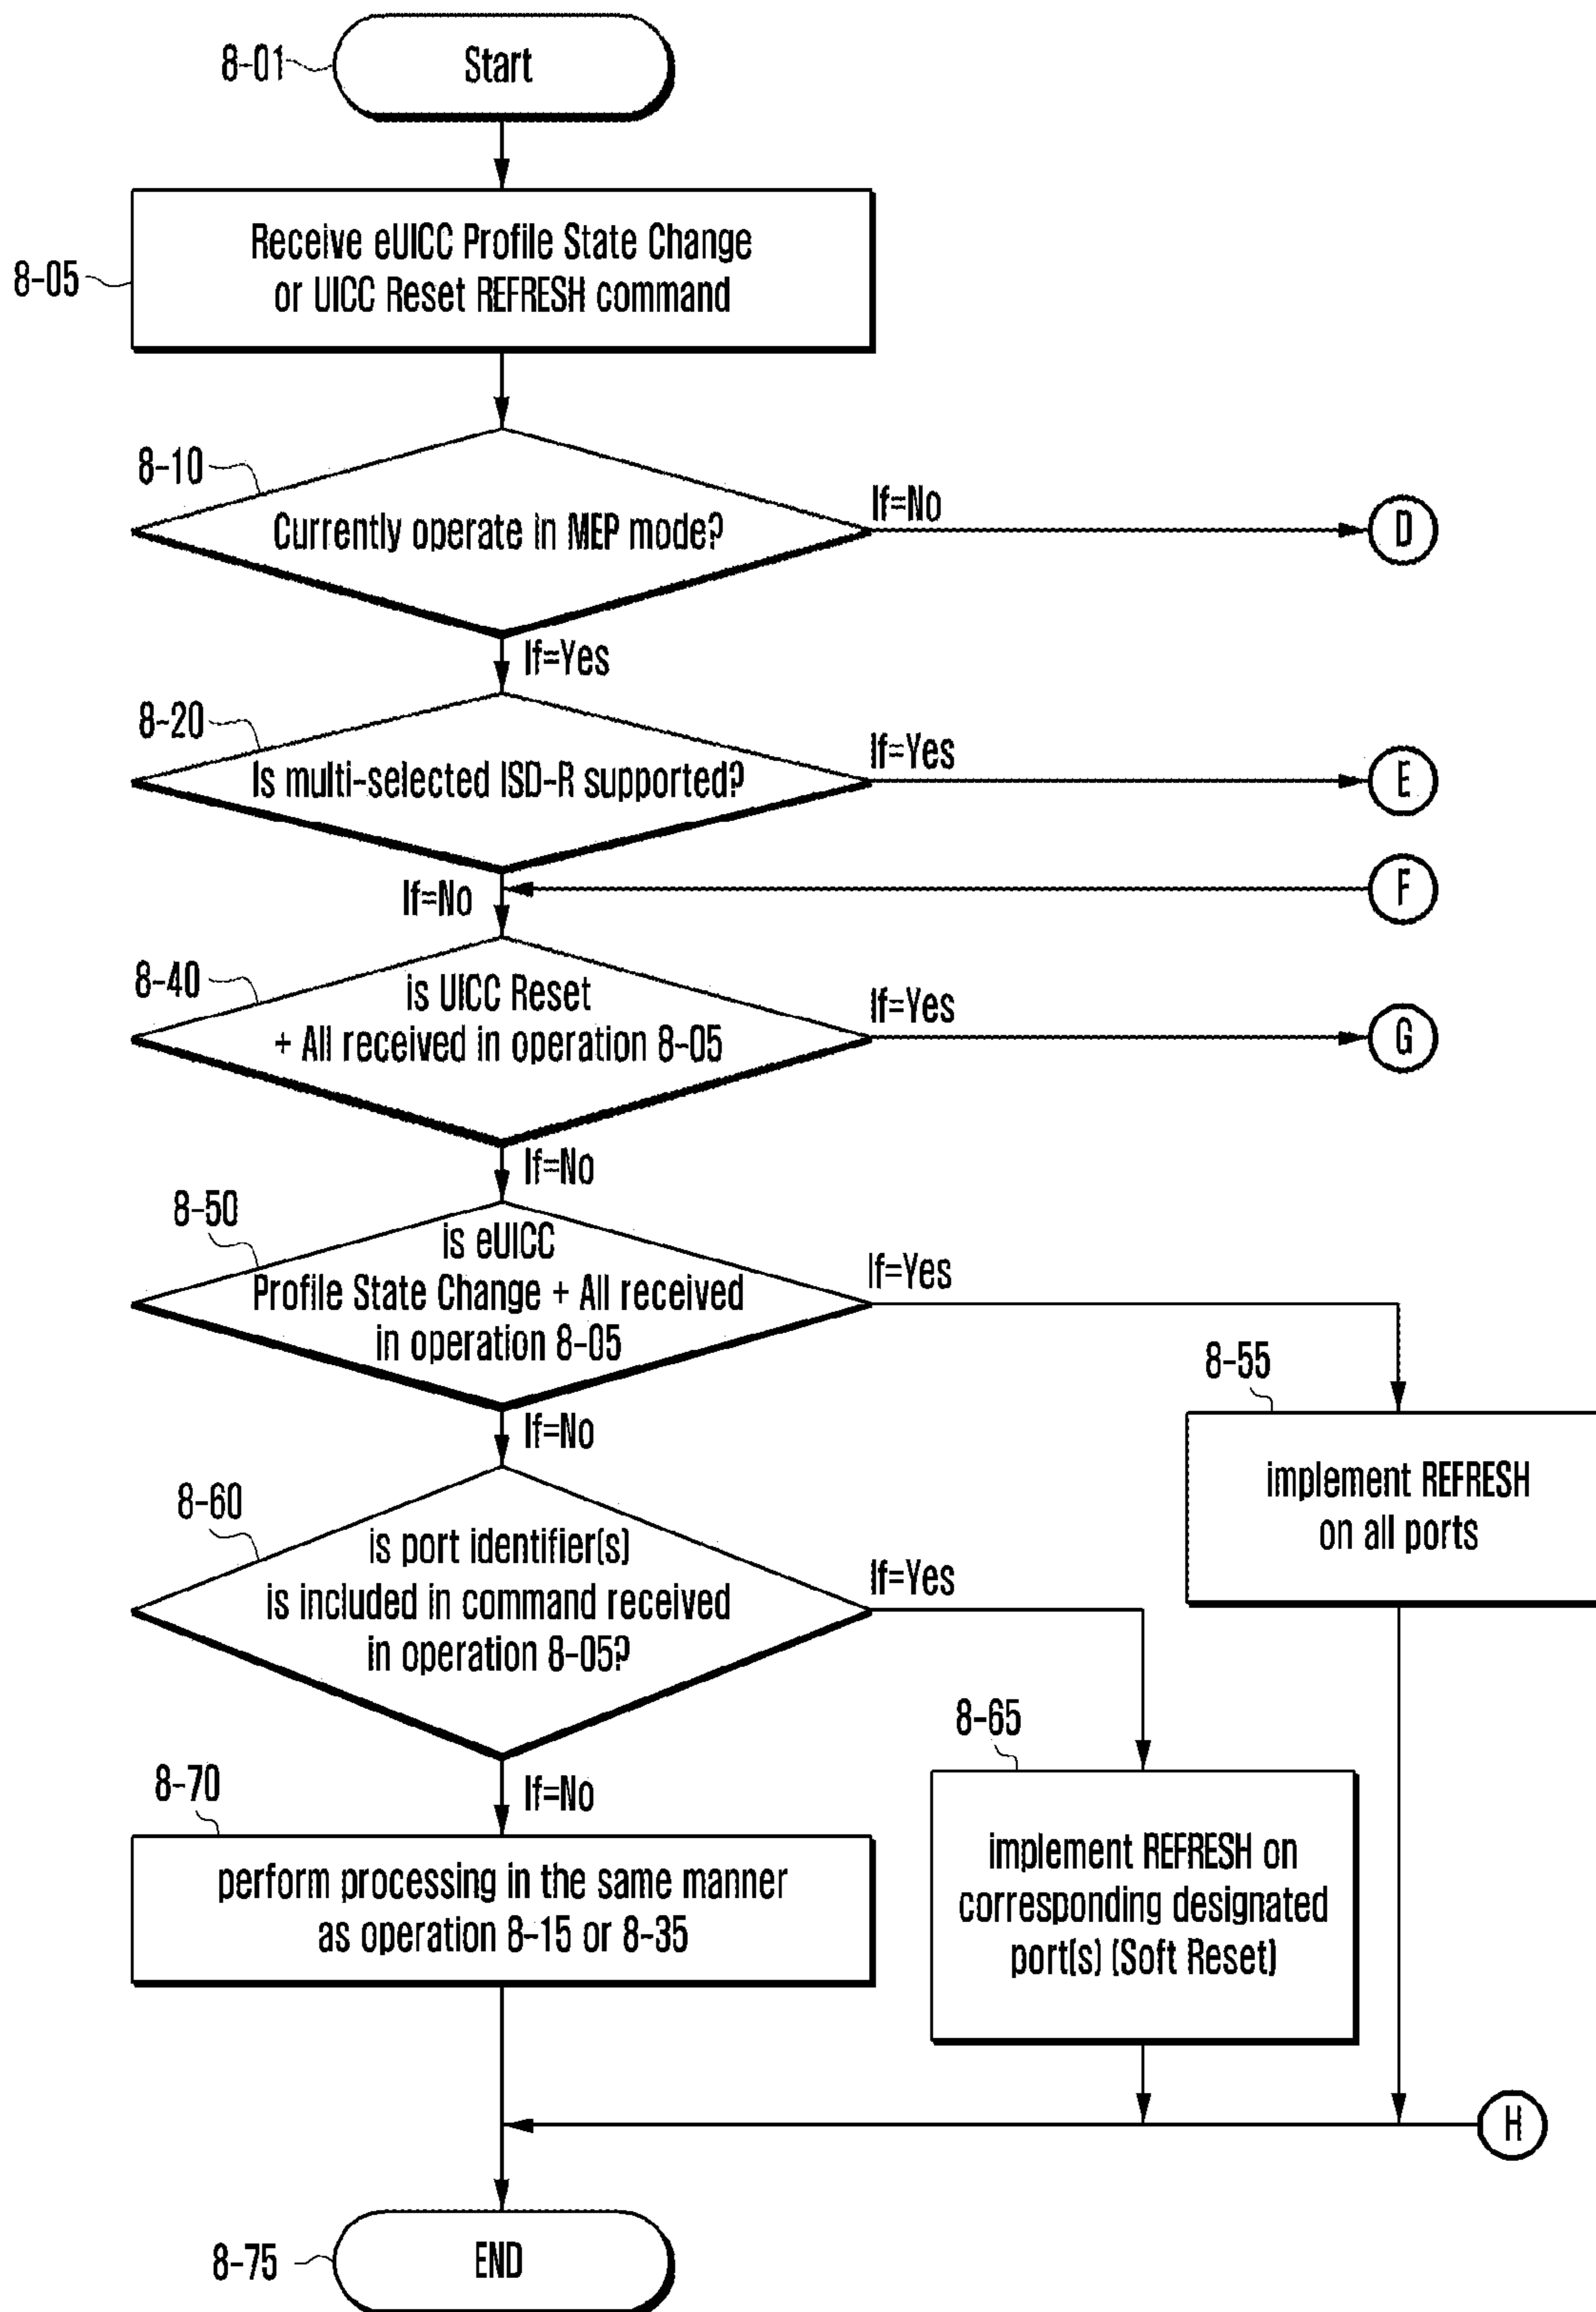 8-01
Start
8-05
Receive eUICC Profile State Change
or UICC Reset REFRESH command
8-10
Currently operate in MEP mode?
If=No
D
If=Yes
8-20
Is multi-selected ISD-R supported?
If=Yes
E
If=No
F
8-40
is UICC Reset
+ All received in operation 8-05
If=Yes
G
If=No
8-50
is eUICC
Profile State Change + All received
in operation 8-05
If=Yes
8-55
implement REFRESH
on all ports
If=No
8-60
is port identifier(s)
is included in command received
in operation 8-05?
If=Yes
8-65
implement REFRESH on
corresponding designated
port(s) (Soft Reset)
If=No
8-70
perform processing in the same manner
as operation 8-15 or 8-35
H
8-75
END